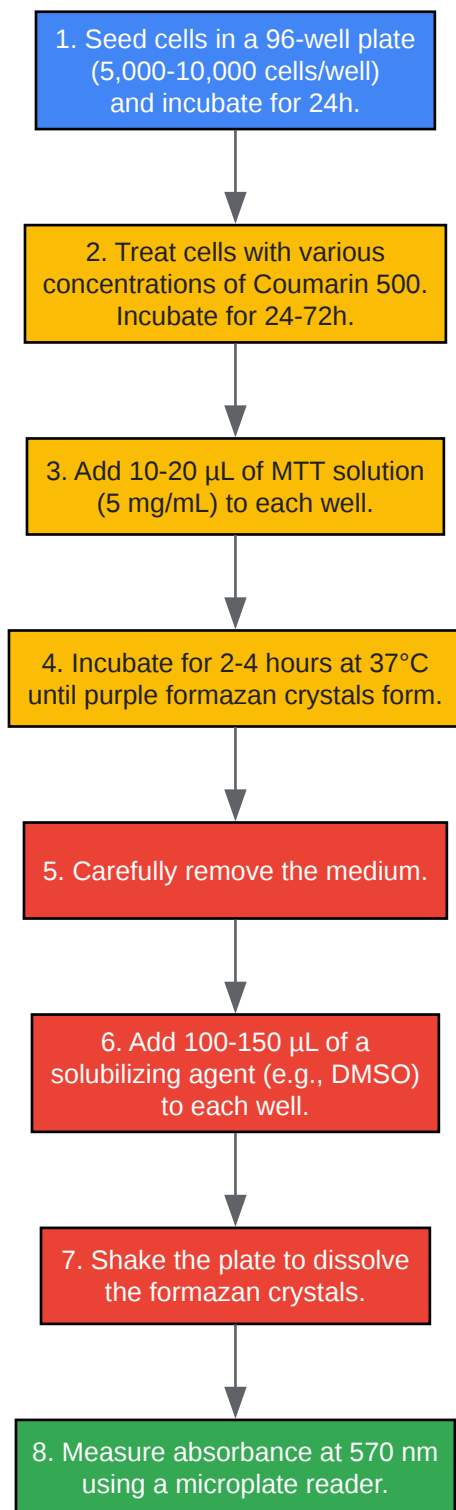 1. Seed cells in a 96-well plate
(5,000-10,000 cells/well)
and incubate for 24h.
2. Treat cells with various
concentrations of Coumarin 500.
Incubate for 24-72h.
3. Add 10-20 µL of MTT solution
(5 mg/mL) to each well.
4. Incubate for 2-4 hours at 37°C
until purple formazan crystals form.
5. Carefully remove the medium.
6. Add 100-150 µL of a
solubilizing agent (e.g., DMSO)
to each well.
7. Shake the plate to dissolve
the formazan crystals.
8. Measure absorbance at 570 nm
using a microplate reader.